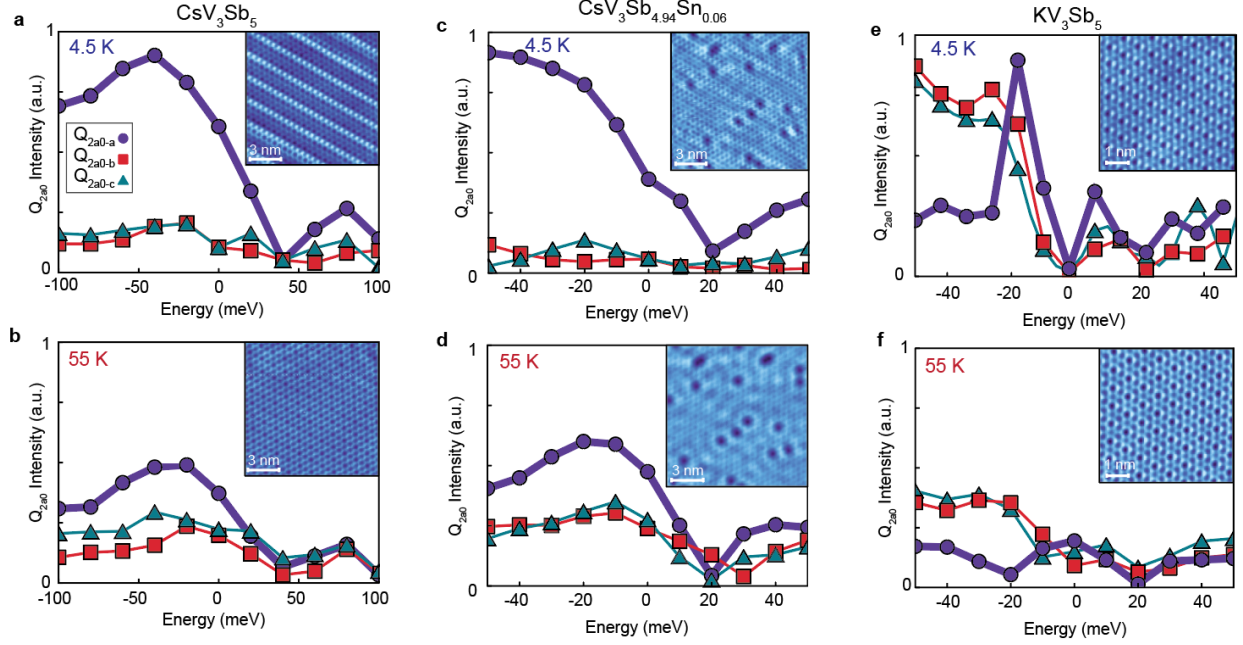 CsV3Sb5
a
1
4.5 K
3 nm
Q2a0-a
Q2a0-b
Q2a0-c
Q2a0 Intensity (a.u.)
0
-100 -50 0 50 100
Energy (meV)
b
1
55 K
3 nm
Q2a0 Intensity (a.u.)
0
-100 -50 0 50 100
Energy (meV)
CsV3Sb4.94Sn0.06
c
1
4.5 K
3 nm
Q2a0 Intensity (a.u.)
0
-40 -20 0 20 40
Energy (meV)
d
1
55 K
3 nm
Q2a0 Intensity (a.u.)
0
-40 -20 0 20 40
Energy (meV)
KV3Sb5
e
1
4.5 K
1 nm
Q2a0 Intensity (a.u.)
0
-40 -20 0 20 40
Energy (meV)
f
1
55 K
1 nm
Q2a0 Intensity (a.u.)
0
-40 -20 0 20 40
Energy (meV)